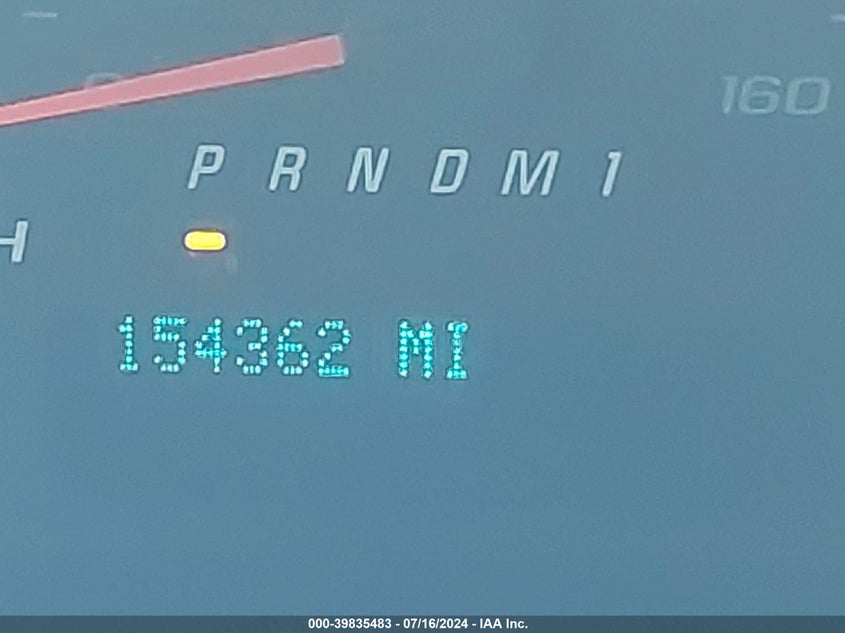 160
P R N D M 1
H
154362 MI
000-39835483 - 07/16/2024 - IAA Inc.